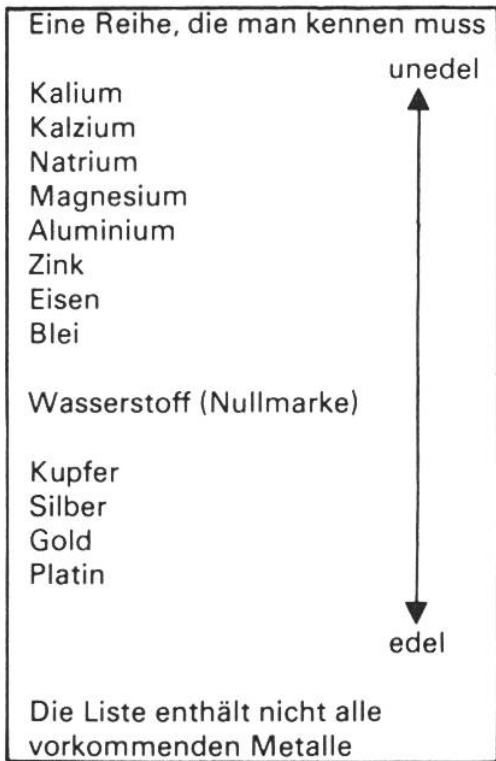 Eine Reihe, die man kennen muss
unedel
Kalium
Kalzium
Natrium
Magnesium
Aluminium
Zink
Eisen
Blei
Wasserstoff (Nullmarke)
Kupfer
Silber
Gold
Platin
edel
Die Liste enthält nicht alle
vorkommenden Metalle